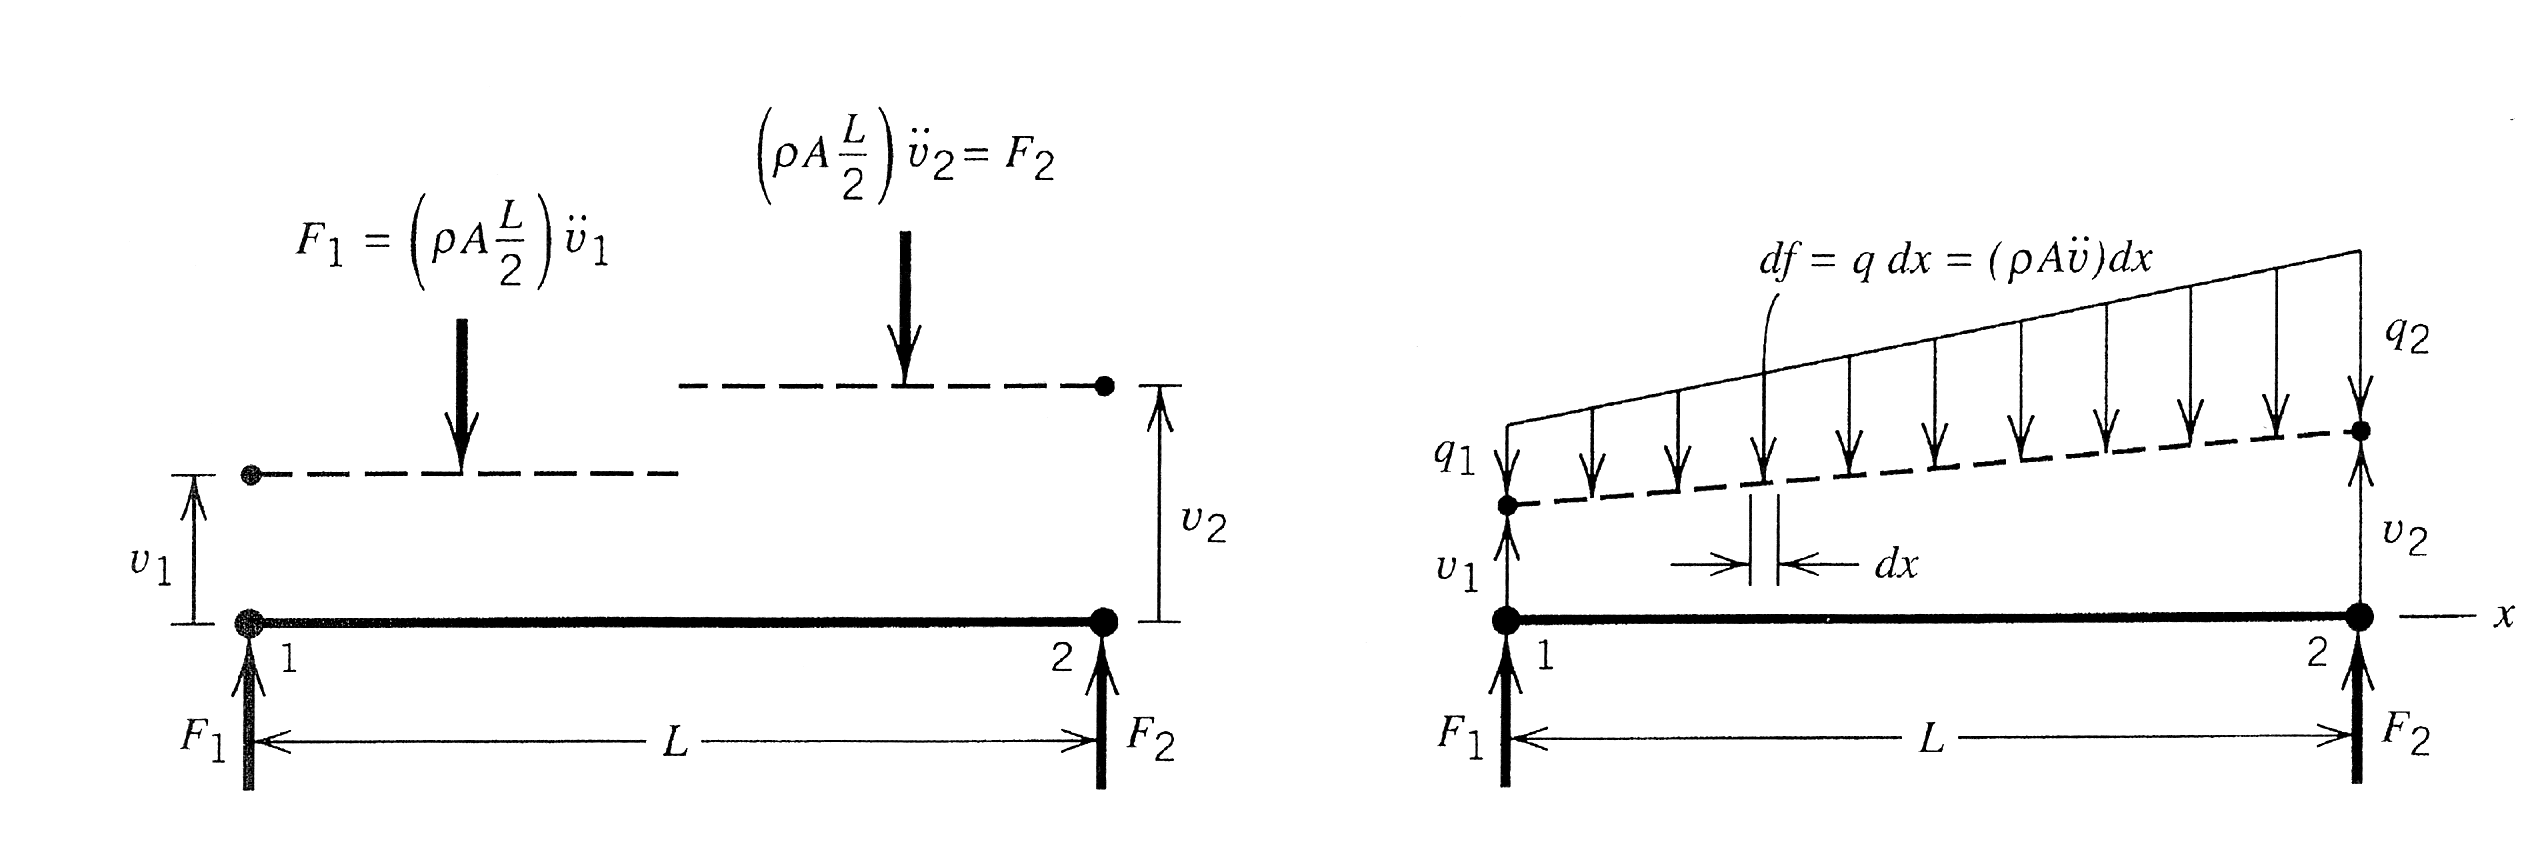 (ρA L/2) v̈2 = F2
F1 = (ρA L/2) v̈1
v1
v2
1
2
F1
L
F2
df = q dx = (ρAv̈)dx
q2
q1
v1
dx
v2
x
1
2
F1
L
F2